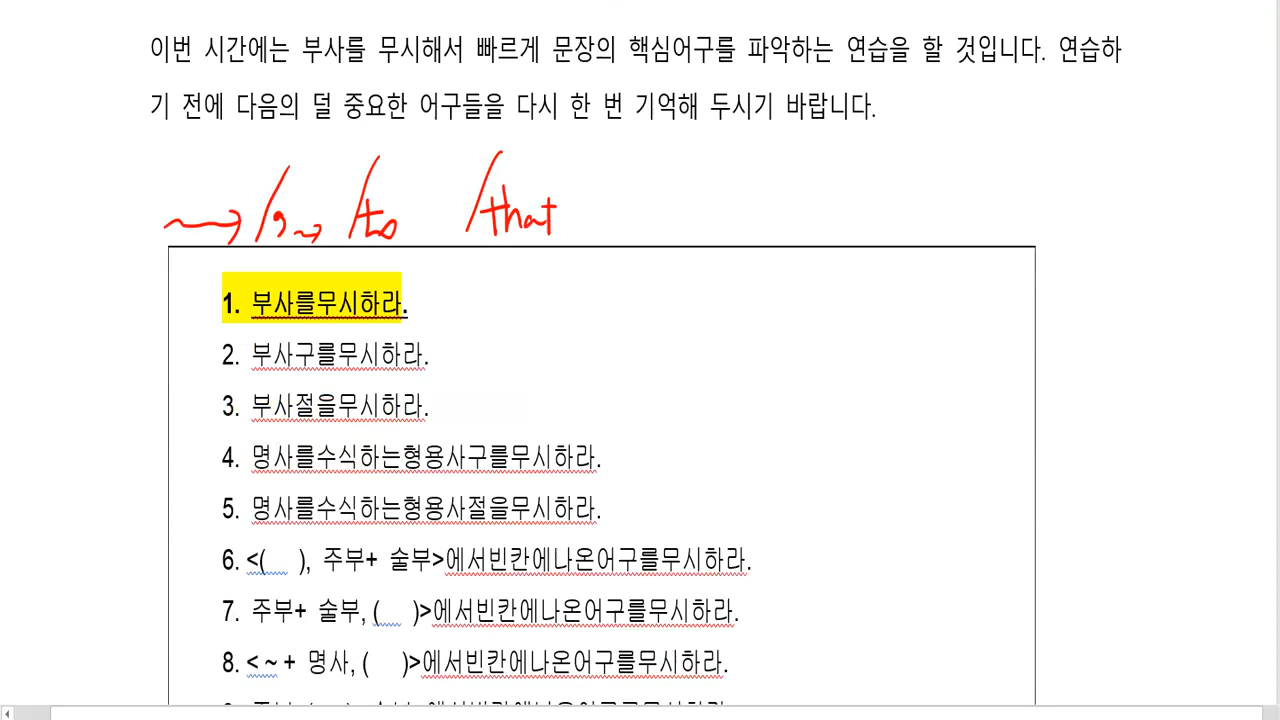 이번 시간에는 부사를 무시해서 빠르게 문장의 핵심어구를 파악하는 연습을 할 것입니다. 연습하
기 전에 다음의 덜 중요한 어구들을 다시 한 번 기억해 두시기 바랍니다.
/to /that
1. 부사를무시하라.
2. 부사구를무시하라.
3. 부사절을무시하라.
4. 명사를수식하는형용사구를무시하라.
5. 명사를수식하는형용사절을무시하라.
6. <( ), 주부+ 술부>에서빈칸에나온어구를무시하라.
7. 주부+ 술부, ( )>에서빈칸에나온어구를무시하라.
8. < ~ + 명사, ( )>에서빈칸에나온어구를무시하라.